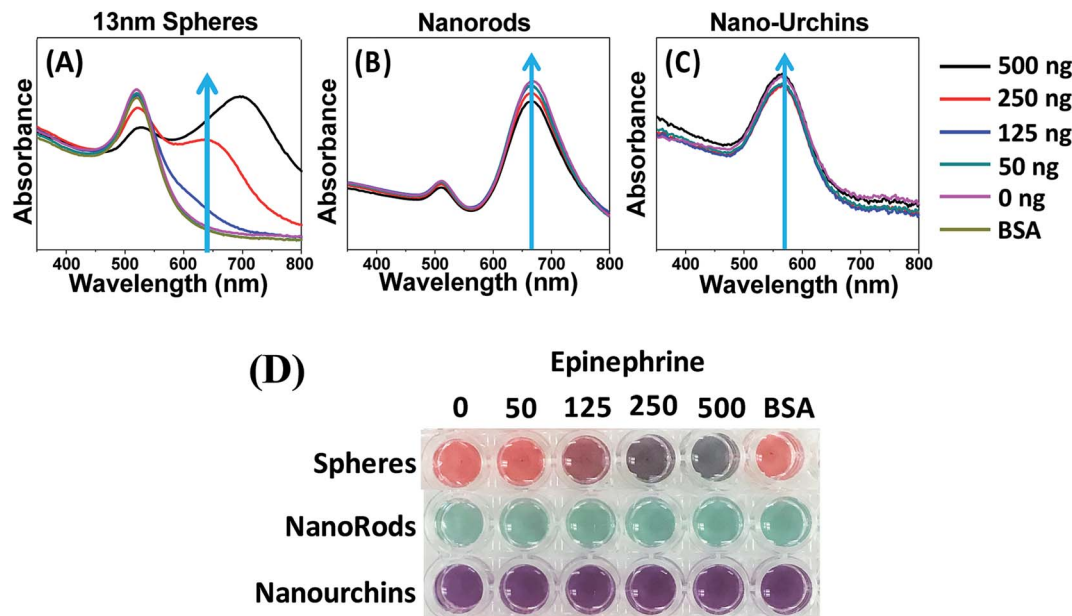 13nm Spheres
Nanorods
Nano-Urchins
(A)
(B)
(C)
Absorbance
Absorbance
Absorbance
400 500 600 700 800
400 500 600 700 800
400 500 600 700 800
Wavelength (nm)
Wavelength (nm)
Wavelength (nm)
500 ng
250 ng
125 ng
50 ng
0 ng
BSA
(D)
Epinephrine
0 50 125 250 500 BSA
Spheres
NanoRods
Nanourchins